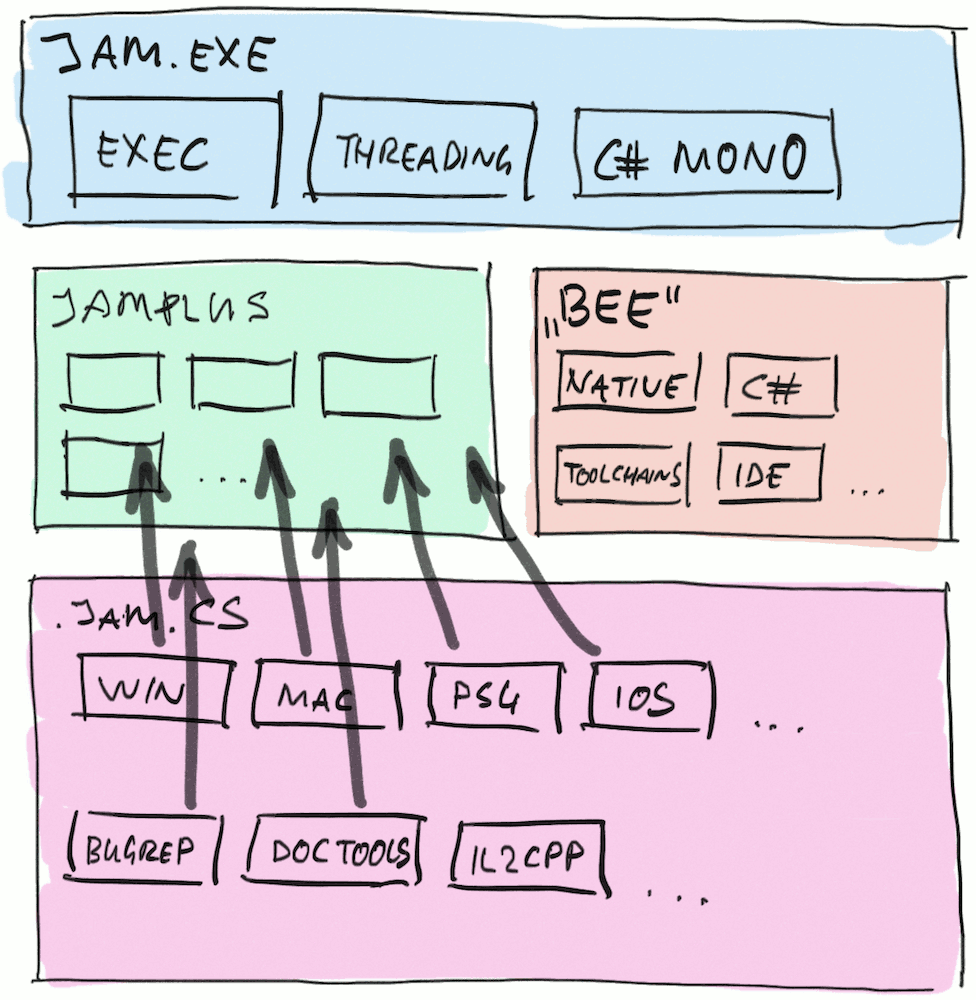 JAM.EXE
EXEC THREADING C# MONO
JAMPLUS
...
„BEE"
NATIVE C#
TOOLCHAINS IDE ...
.JAM.CS
WIN MAC PS4 IOS ...
BUGREP DOCTOOLS IL2CPP ...